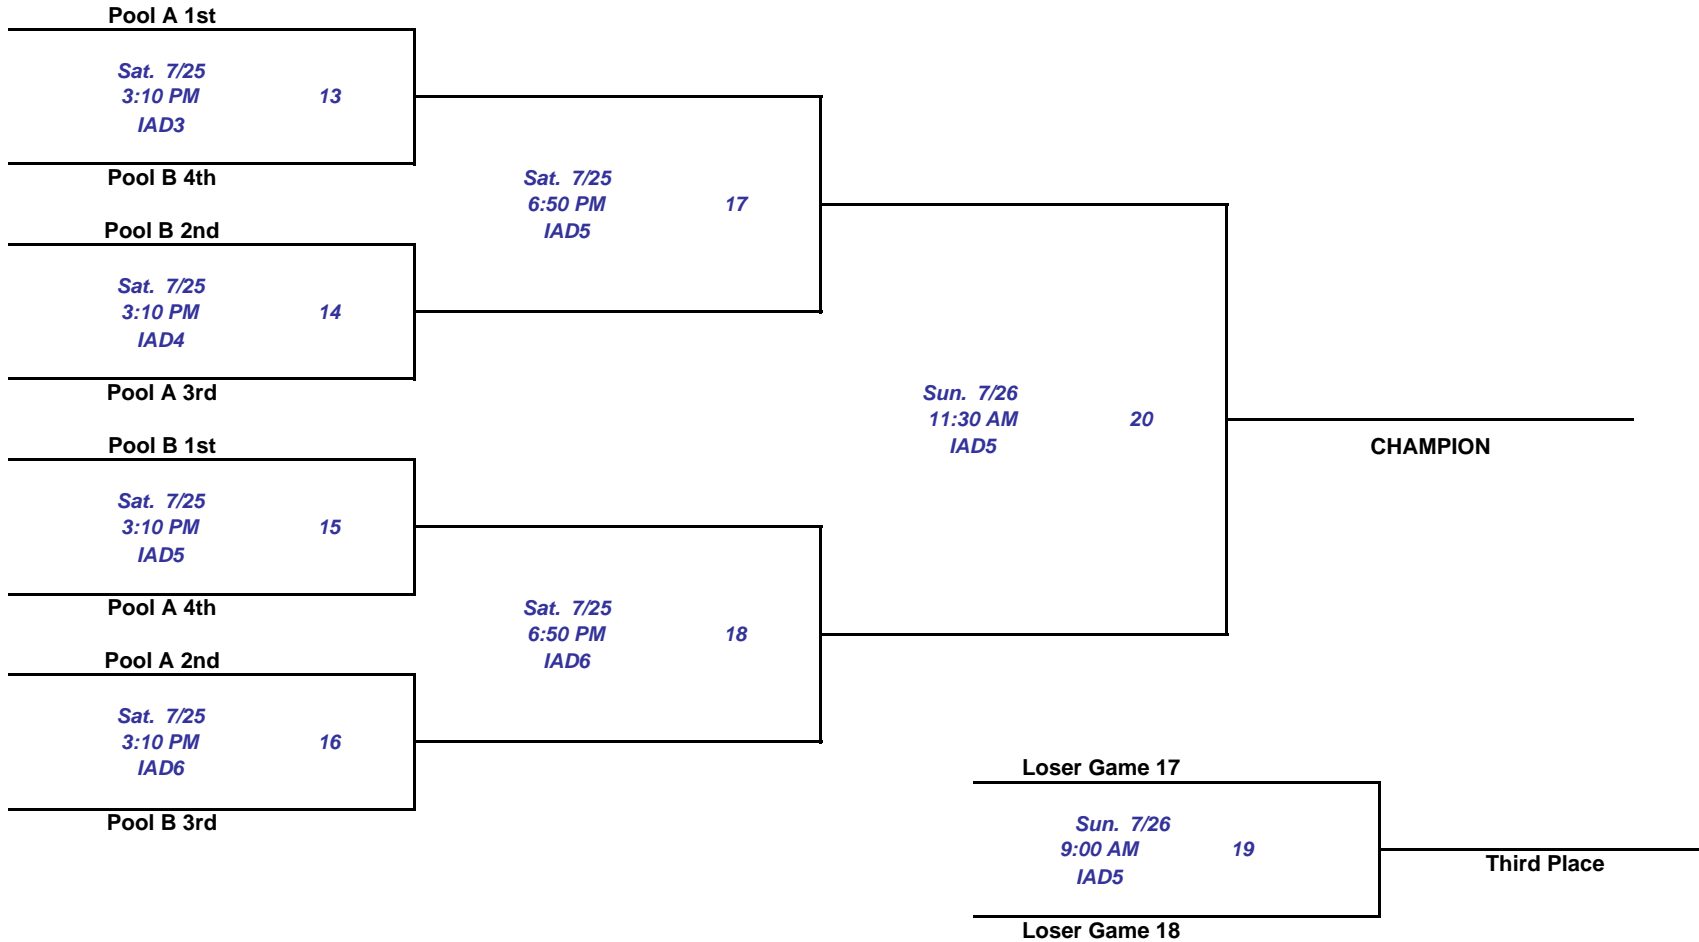 Pool A 1st
Sat. 7/25
3:10 PM 13
IAD3
Pool B 4th
Pool B 2nd
Sat. 7/25
3:10 PM 14
IAD4
Pool A 3rd
Pool B 1st
Sat. 7/25
3:10 PM 15
IAD5
Pool A 4th
Pool A 2nd
Sat. 7/25
3:10 PM 16
IAD6
Pool B 3rd
Sat. 7/25
6:50 PM 17
IAD5
Sat. 7/25
6:50 PM 18
IAD6
Sun. 7/26
11:30 AM 20
IAD5
CHAMPION
Loser Game 17
Sun. 7/26
9:00 AM 19
IAD5
Loser Game 18
Third Place